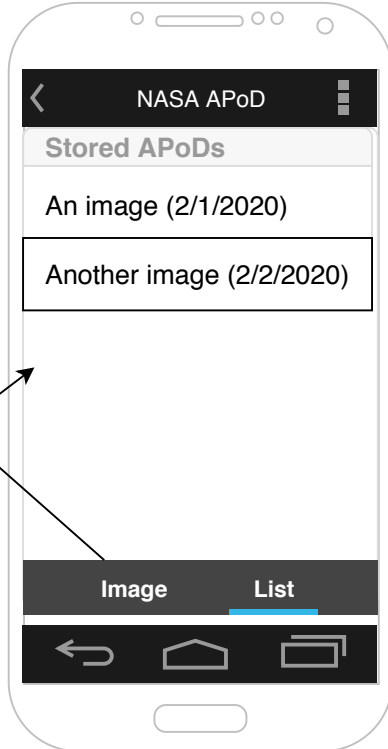 NASA APoD
Stored APoDs
An image (2/1/2020)
Another image (2/2/2020)
Image List